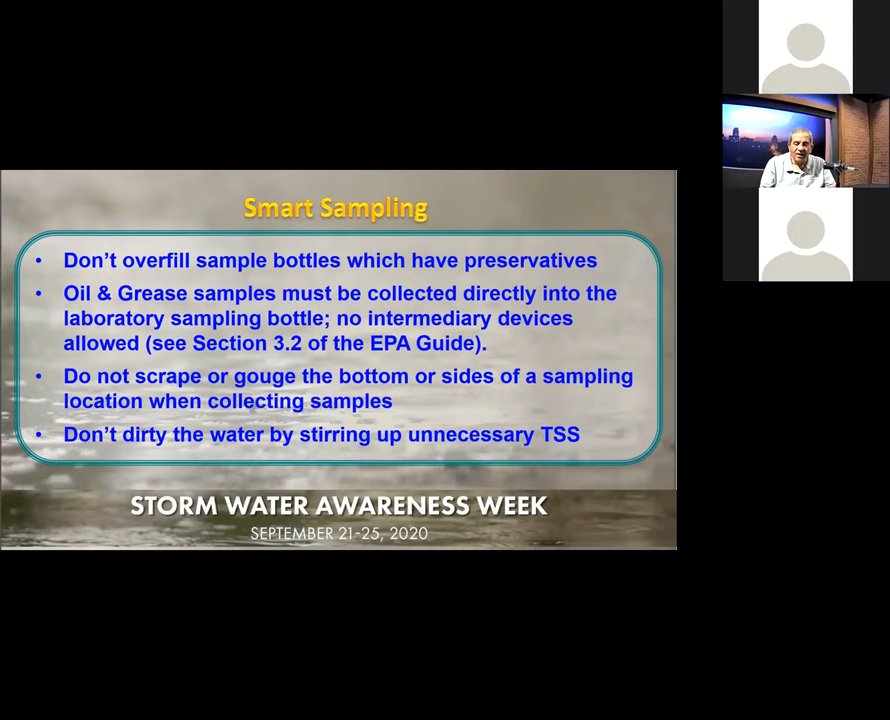 Smart Sampling
• Don’t overfill sample bottles which have preservatives
• Oil & Grease samples must be collected directly into the
laboratory sampling bottle; no intermediary devices
allowed (see Section 3.2 of the EPA Guide).
• Do not scrape or gouge the bottom or sides of a sampling
location when collecting samples
• Don’t dirty the water by stirring up unnecessary TSS
STORM WATER AWARENESS WEEK
SEPTEMBER 21-25, 2020